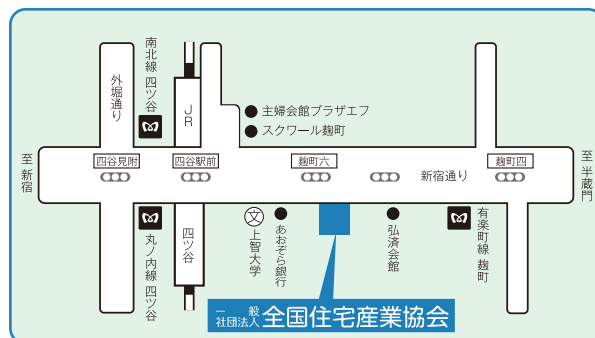 南北線 四ツ谷
外堀通り
JR
主婦会館プラザエフ
スクワール麹町
至 新宿
四谷見附
四谷駅前
麹町六
新宿通り
麹町四
至 半蔵門
丸ノ内線 四ツ谷
四ツ谷
文
上智大学
あおぞら銀行
弘済会館
有楽町線 麹町
一般社団法人 全国住宅産業協会